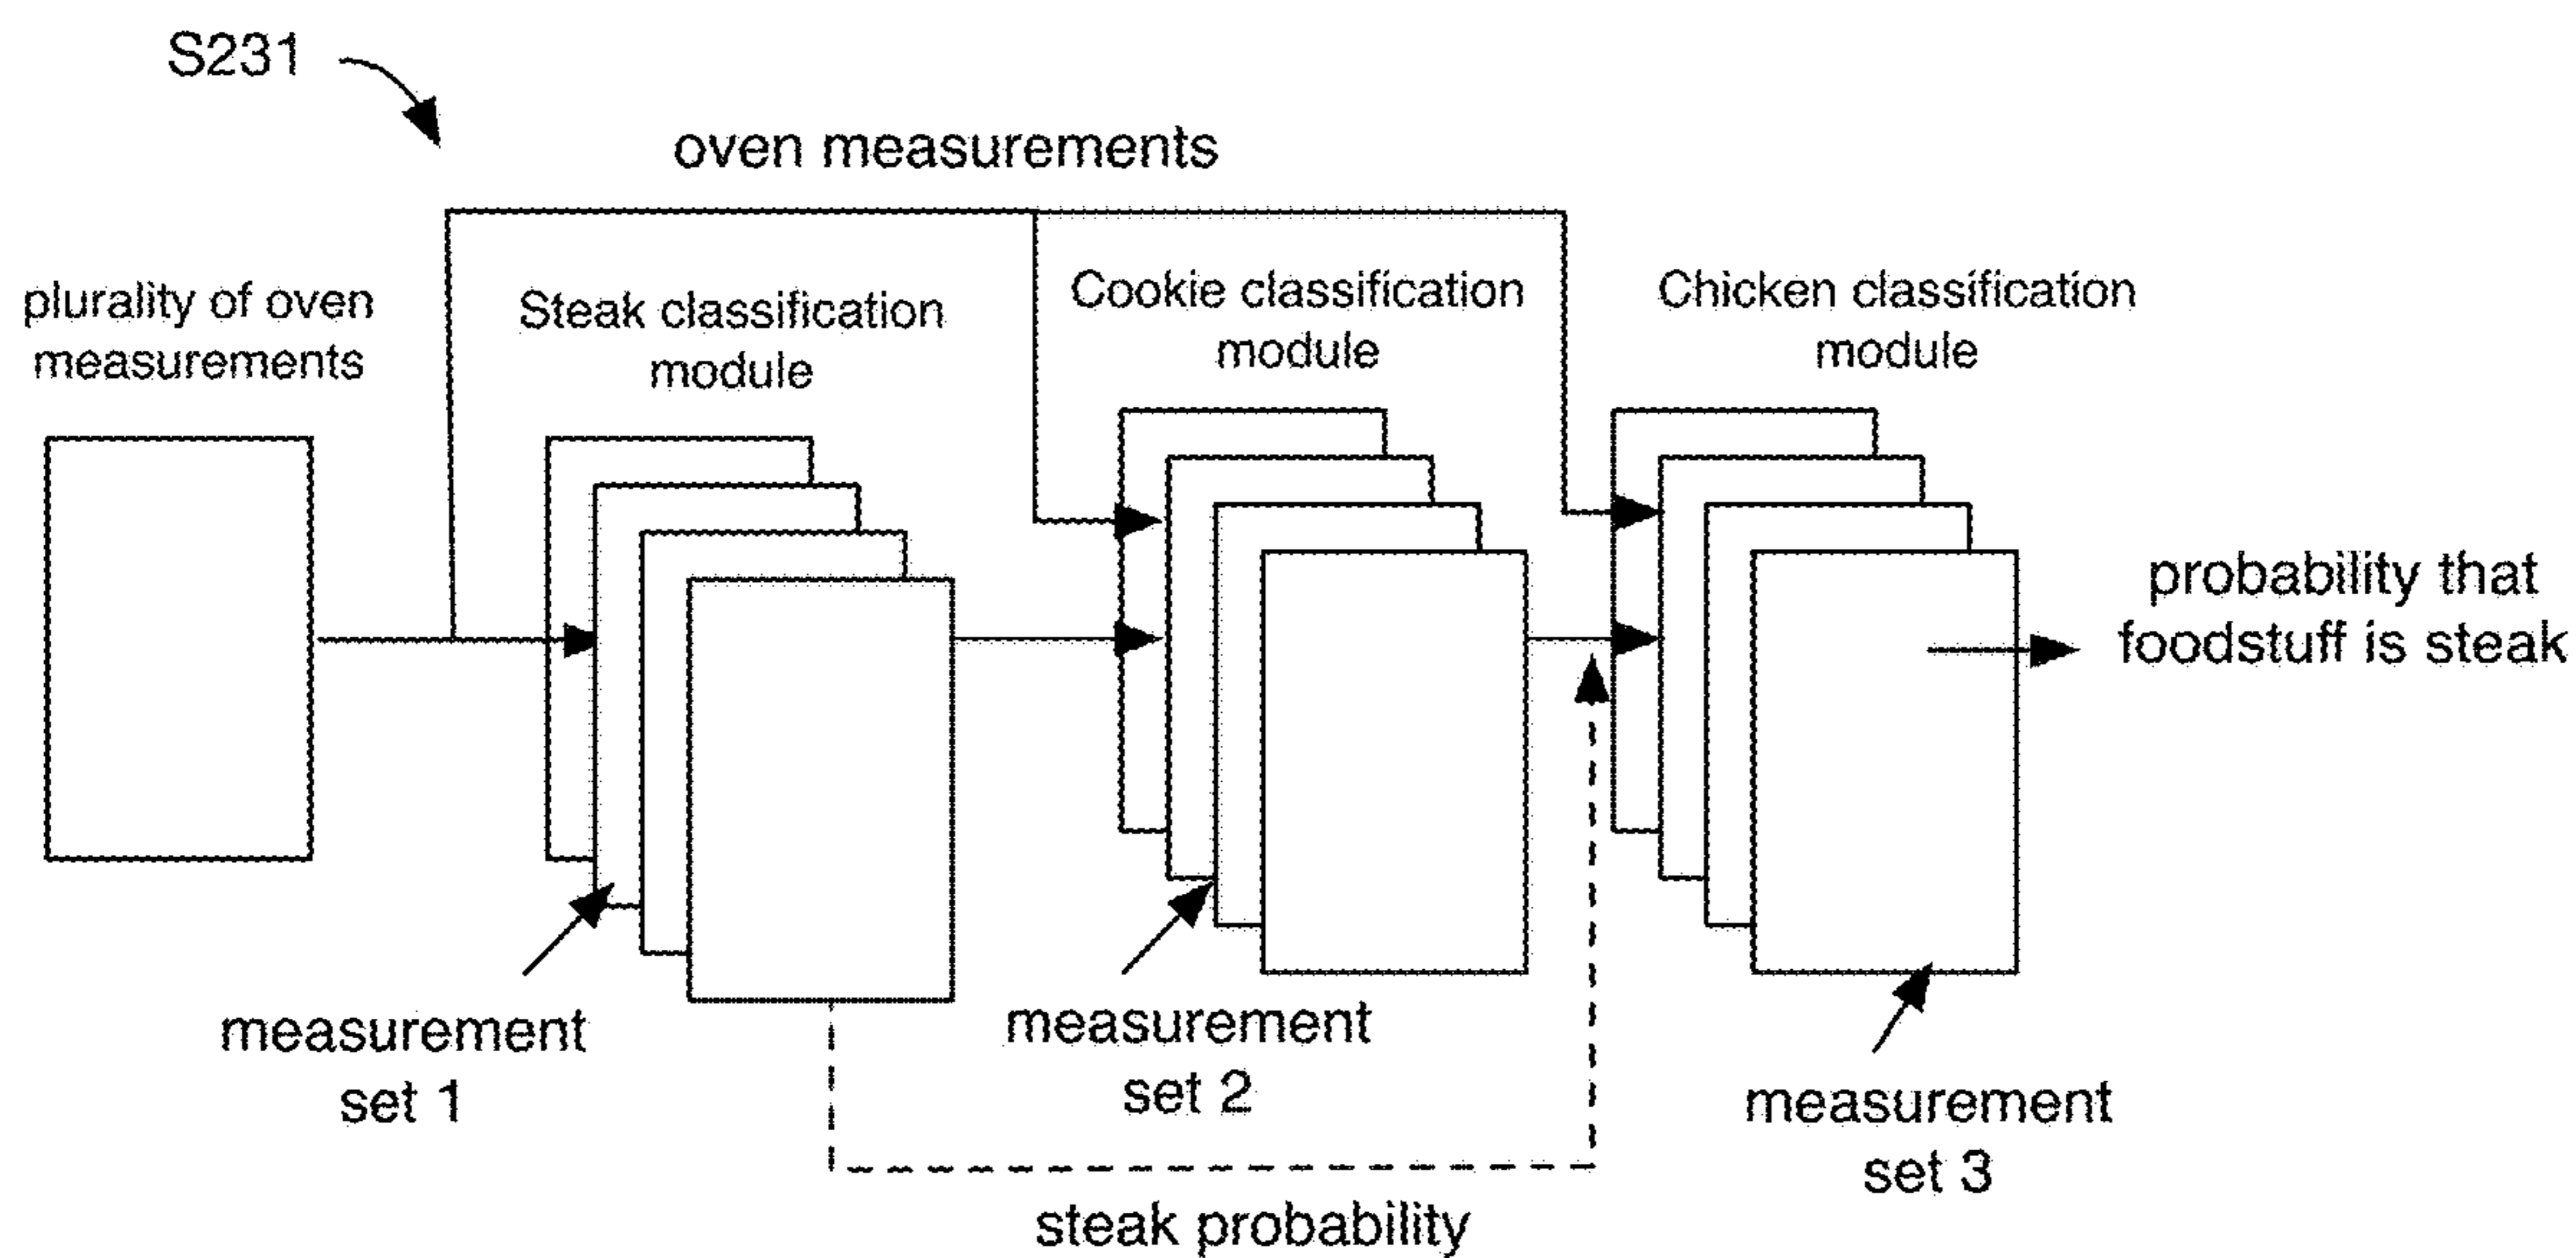 S231
oven measurements
plurality of oven
measurements
Steak classification
module
Cookie classification
module
Chicken classification
module
probability that
foodstuff is steak
measurement
set 1
measurement
set 2
measurement
set 3
steak probability